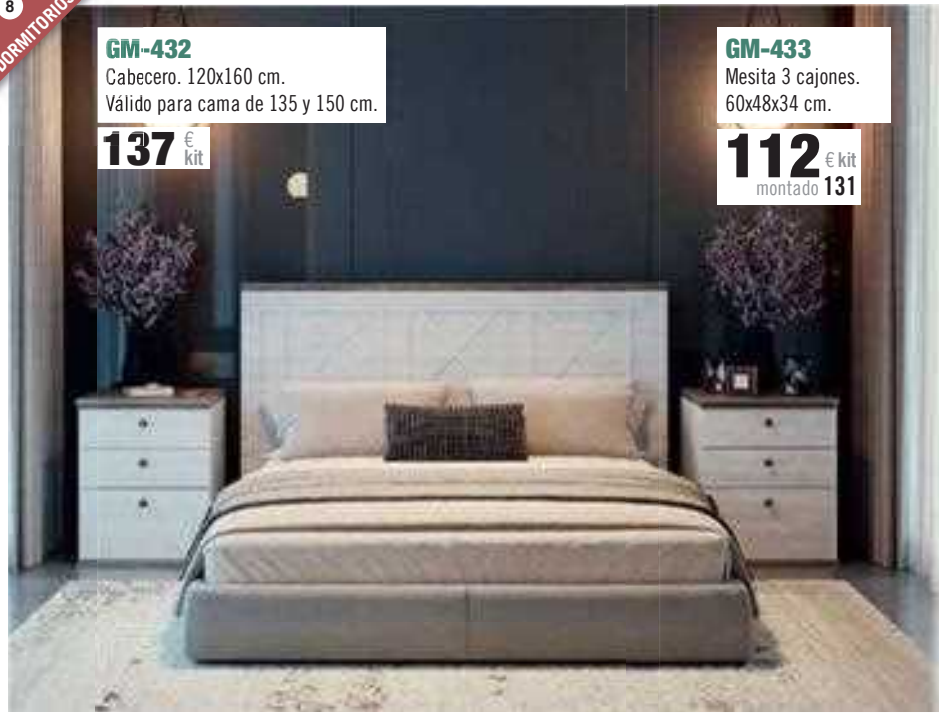 8
DORMITORIOS
GM-432
Cabecero. 120x160 cm.
Válido para cama de 135 y 150 cm.
137 € kit
GM-433
Mesita 3 cajones.
60x48x34 cm.
112 € kit
montado 131